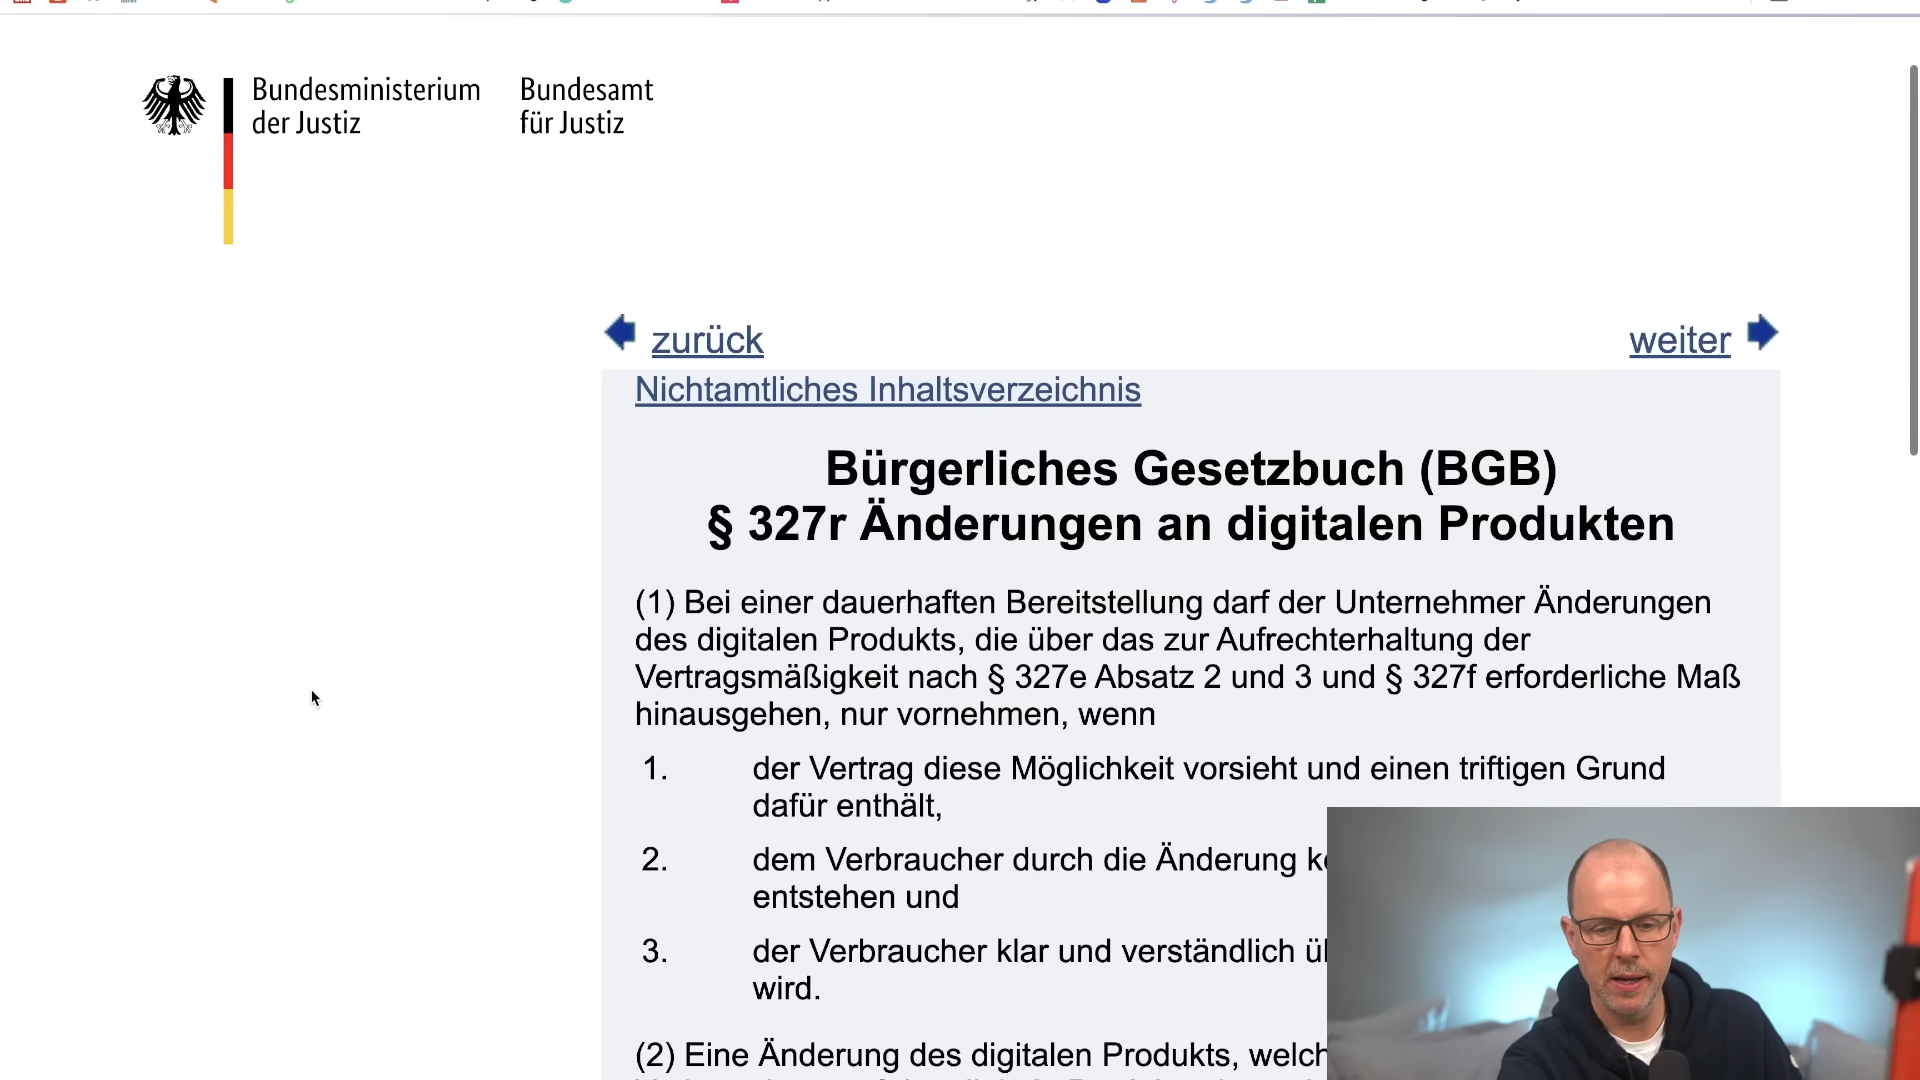 Bundesministerium
der Justiz
Bundesamt
für Justiz
zurück
weiter
Nichtamtliches Inhaltsverzeichnis
Bürgerliches Gesetzbuch (BGB)
§ 327r Änderungen an digitalen Produkten
(1) Bei einer dauerhaften Bereitstellung darf der Unternehmer Änderungen
des digitalen Produkts, die über das zur Aufrechterhaltung der
Vertragsmäßigkeit nach § 327e Absatz 2 und 3 und § 327f erforderliche Maß
hinausgehen, nur vornehmen, wenn
1. der Vertrag diese Möglichkeit vorsieht und einen triftigen Grund
dafür enthält,
2. dem Verbraucher durch die Änderung
entstehen und
3. der Verbraucher klar und verständlich
wird.
(2) Eine Änderung des digitalen Produkts,